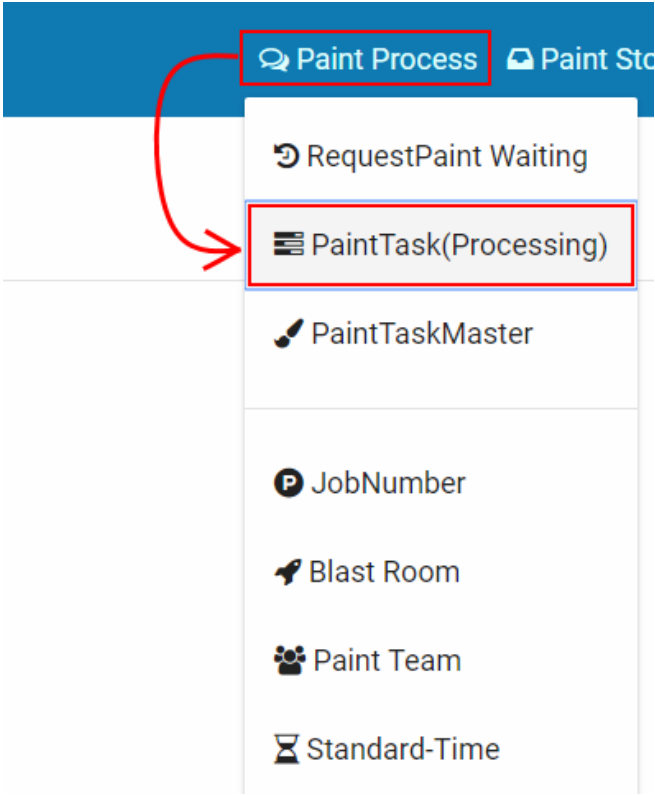 Paint Process Paint Sto
RequestPaint Waiting
PaintTask(Processing)
PaintTaskMaster
JobNumber
Blast Room
Paint Team
Standard-Time